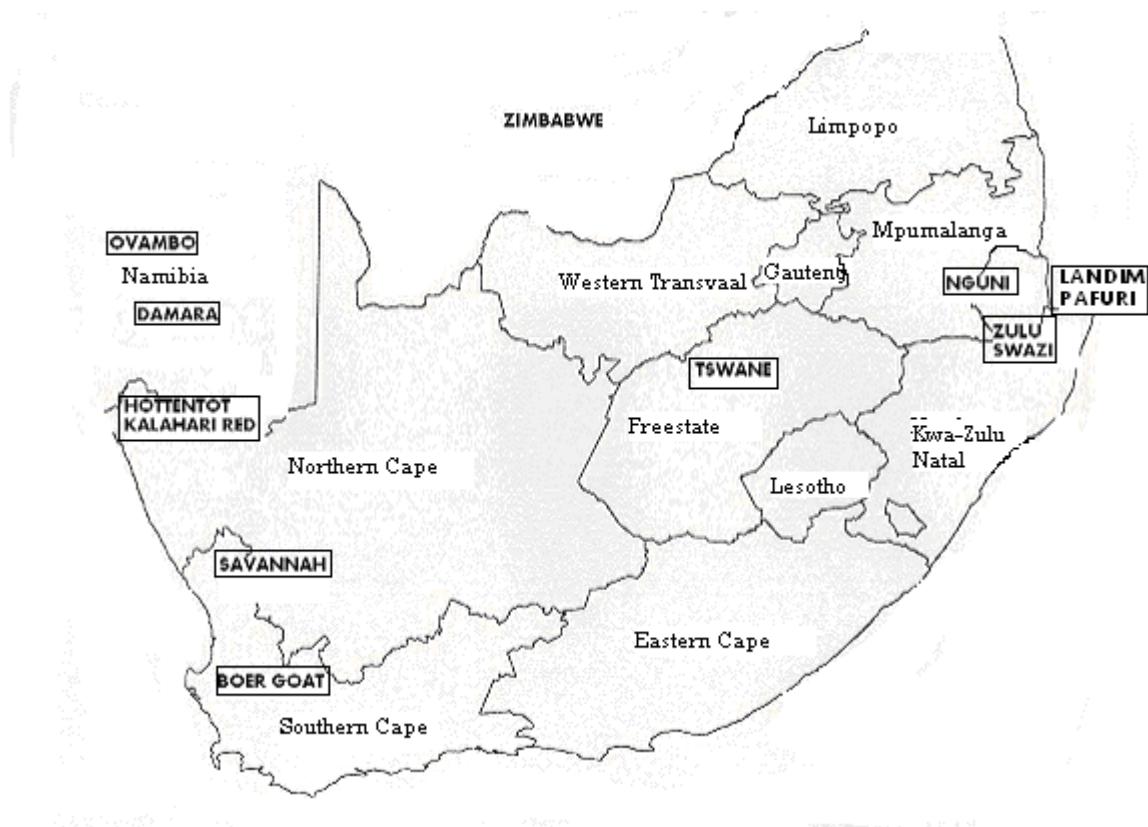 ZIMBABWE
Limpopo
OVAMBO
Mpumalanga
Namibia
Western Transvaal
Gauteng
NGUNI
LANDIM
PAFURI
DAMARA
ZULU
SWAZI
TSWANE
HOTTENTOT
KALAHARI RED
Freestate
Kwa-Zulu
Natal
Northern Cape
Lesotho
SAVANNAH
Eastern Cape
BOER GOAT
Southern Cape